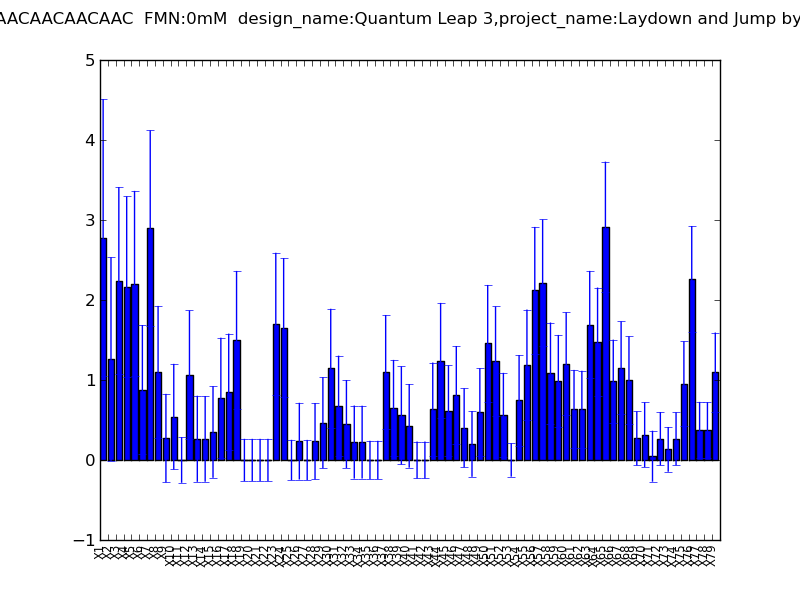 AACAACAACAAC FMN:0mM design_name:Quantum Leap 3,project_name:Laydown and Jump by
5
4
3
2
1
0
−1
X1
X2
X3
X4
X5
X6
X7
X8
X9
X10
X11
X12
X13
X14
X15
X16
X17
X18
X19
X20
X21
X22
X23
X24
X25
X26
X27
X28
X29
X30
X31
X32
X33
X34
X35
X36
X37
X38
X39
X40
X41
X42
X43
X44
X45
X46
X47
X48
X49
X50
X51
X52
X53
X54
X55
X56
X57
X58
X59
X60
X61
X62
X63
X64
X65
X66
X67
X68
X69
X70
X71
X72
X73
X74
X75
X76
X77
X78
X79